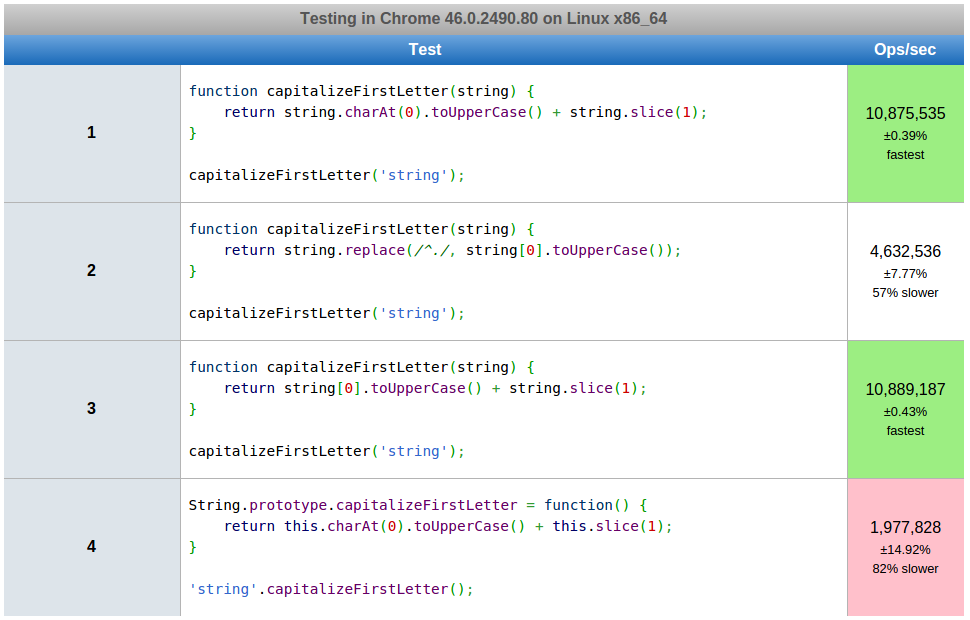 Testing in Chrome 46.0.2490.80 on Linux x86_64
Test Ops/sec
1
function capitalizeFirstLetter(string) {
    return string.charAt(0).toUpperCase() + string.slice(1);
}
capitalizeFirstLetter('string');
10,875,535
±0.39%
fastest
2
function capitalizeFirstLetter(string) {
    return string.replace(/^./, string[0].toUpperCase());
}
capitalizeFirstLetter('string');
4,632,536
±7.77%
57% slower
3
function capitalizeFirstLetter(string) {
    return string[0].toUpperCase() + string.slice(1);
}
capitalizeFirstLetter('string');
10,889,187
±0.43%
fastest
4
String.prototype.capitalizeFirstLetter = function() {
    return this.charAt(0).toUpperCase() + this.slice(1);
}
'string'.capitalizeFirstLetter();
1,977,828
±14.92%
82% slower